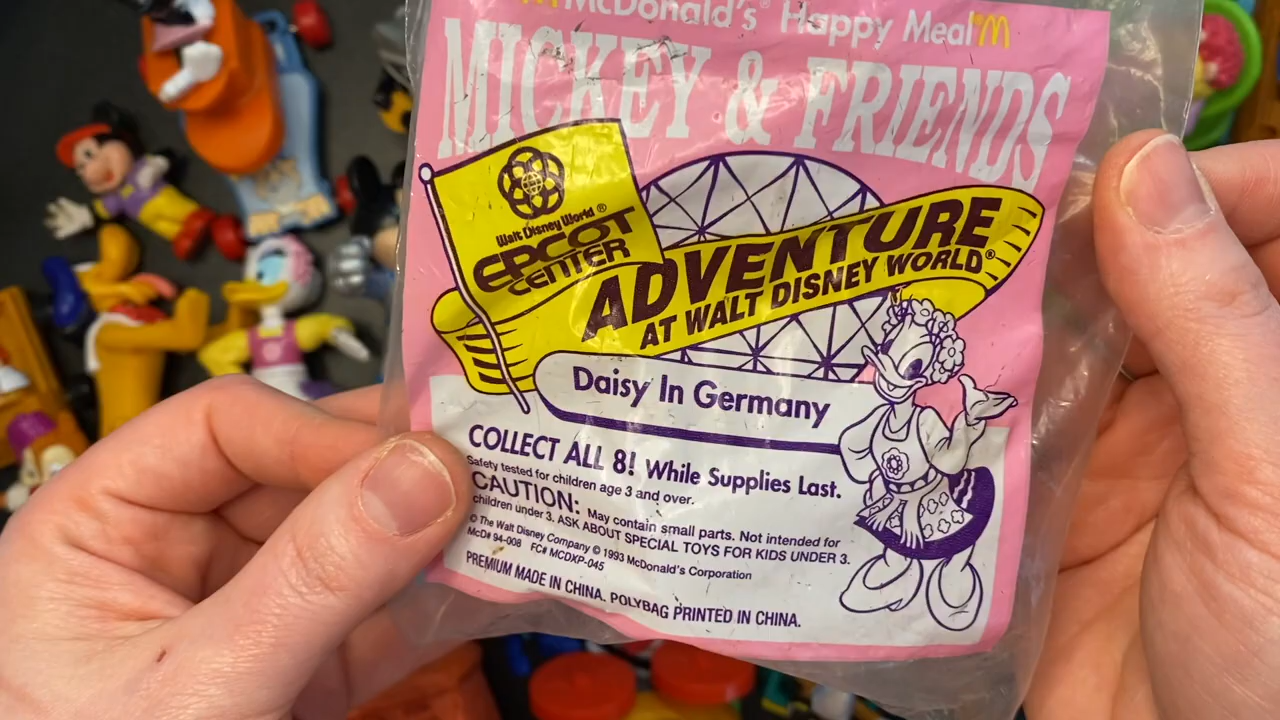 McDonald's® Happy Meal
MICKEY & FRIENDS
Walt Disney World®
EPCOT
CENTER
ADVENTURE
AT WALT DISNEY WORLD®
Daisy In Germany
COLLECT ALL 8! While Supplies Last.
Safety tested for children age 3 and over.
CAUTION: May contain small parts. Not intended for
children under 3. ASK ABOUT SPECIAL TOYS FOR KIDS UNDER 3.
© The Walt Disney Company © 1993 McDonald's Corporation
McD# 94-008 FC# MCDXP-045
PREMIUM MADE IN CHINA. POLYBAG PRINTED IN CHINA.